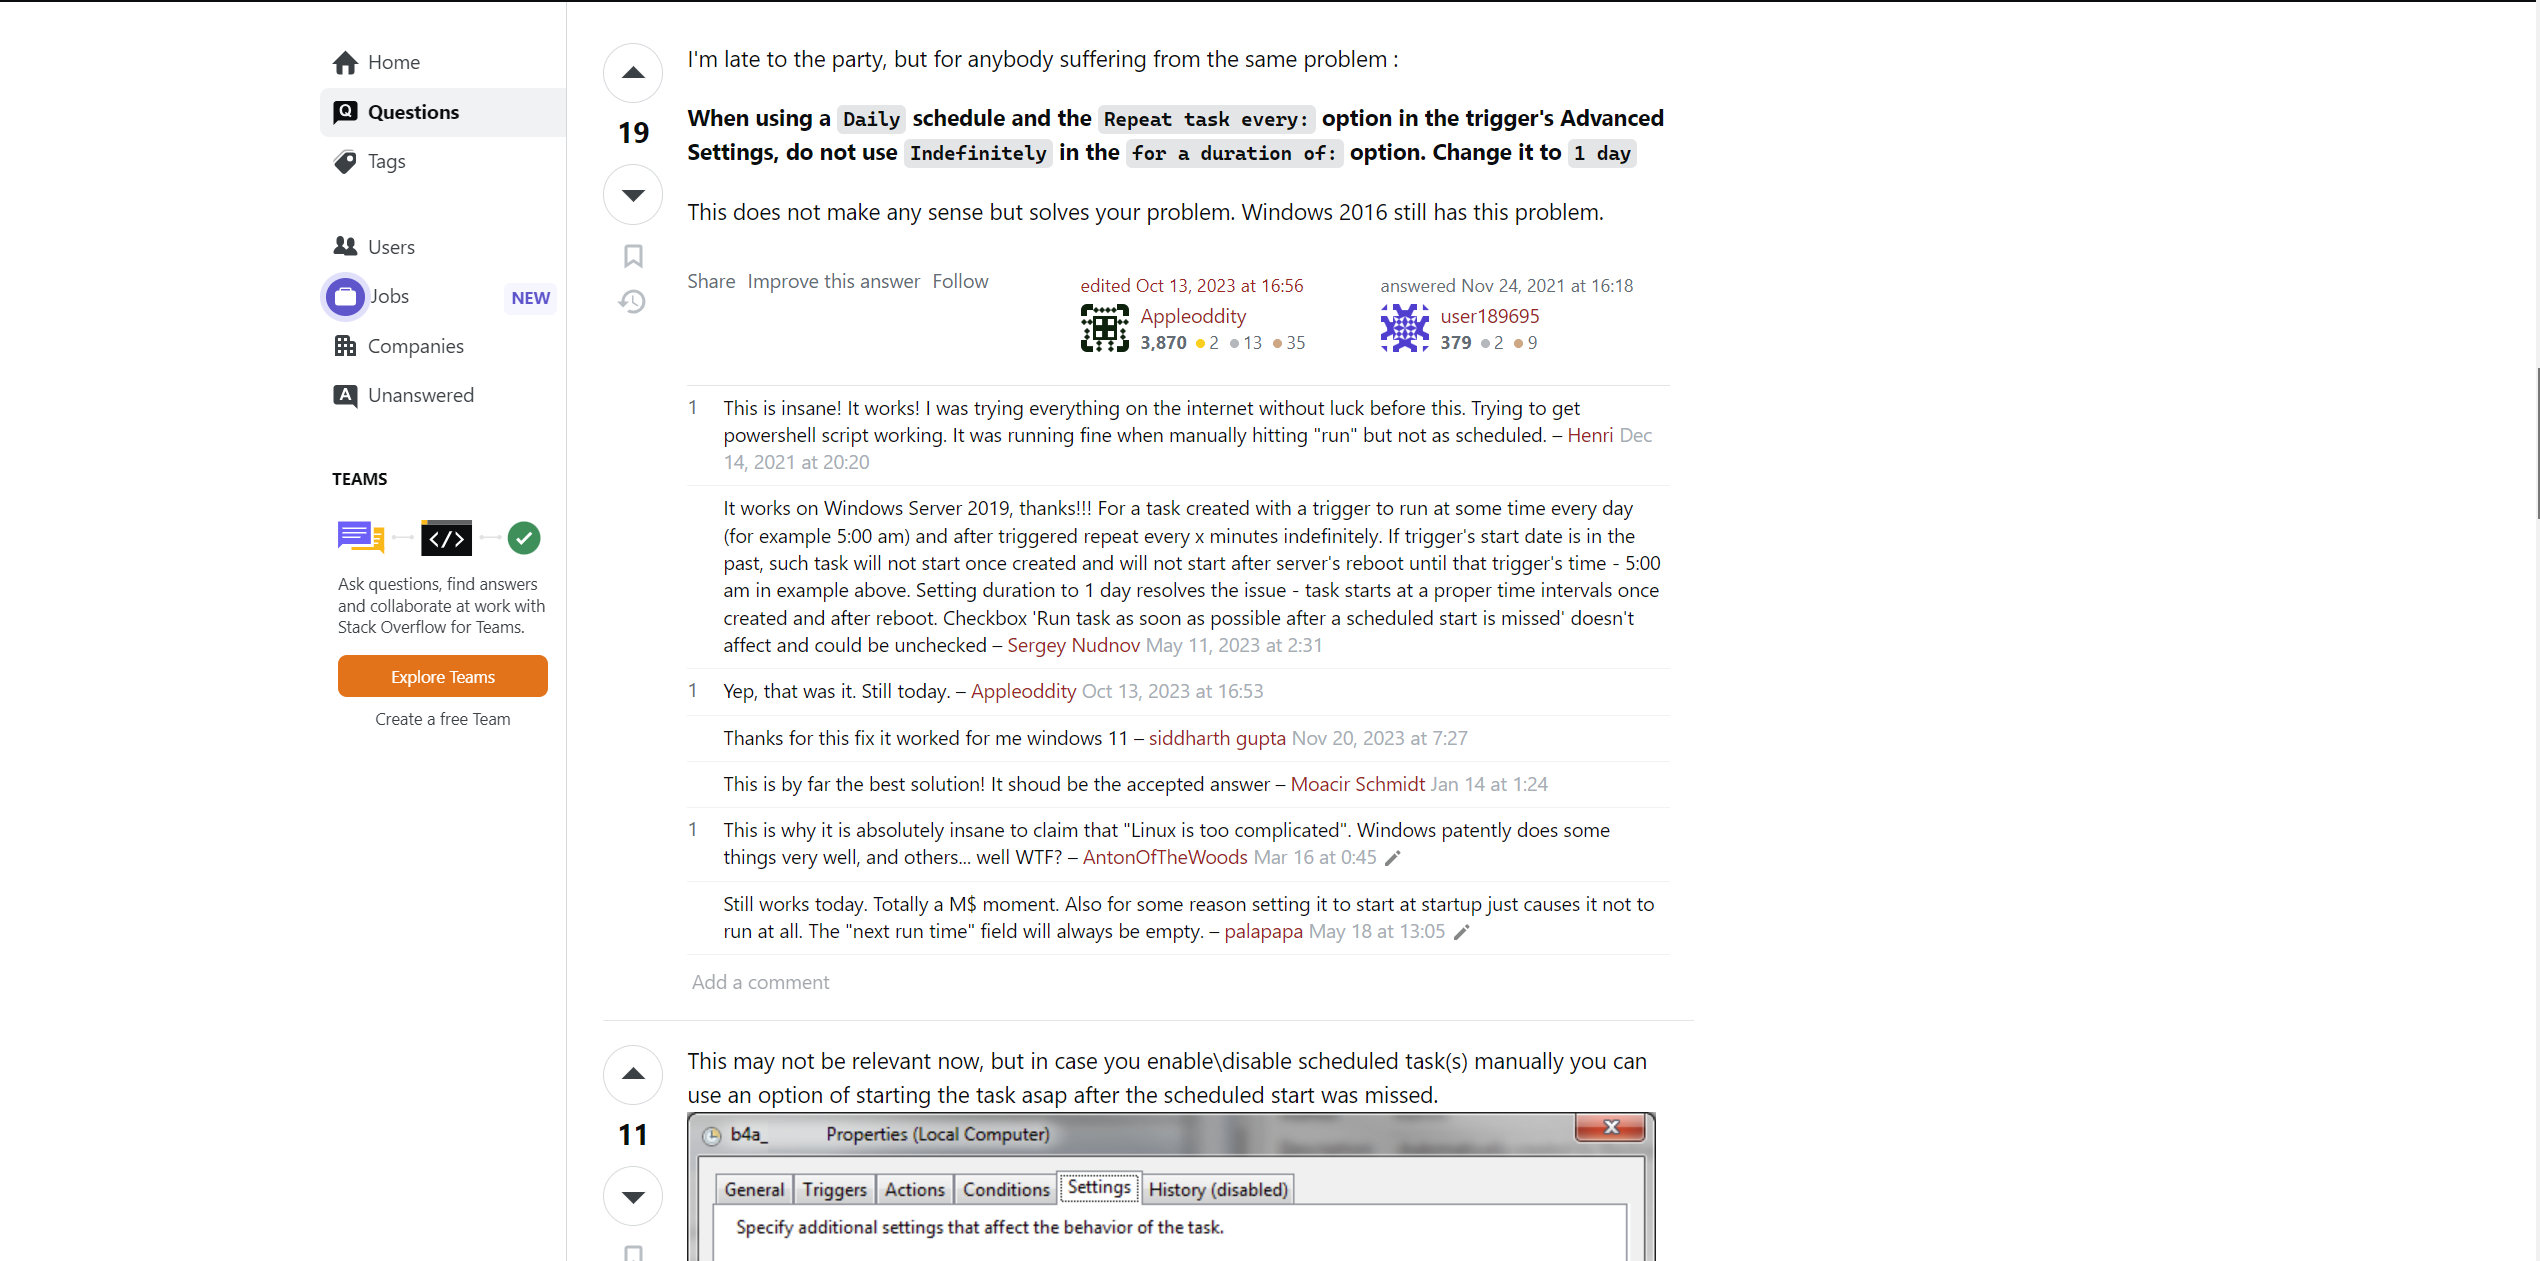 Home
Questions
Tags
Users
Jobs NEW
Companies
Unanswered
TEAMS
Ask questions, find answers
and collaborate at work with
Stack Overflow for Teams.
Explore Teams
Create a free Team
I'm late to the party, but for anybody suffering from the same problem :
19
When using a Daily schedule and the Repeat task every: option in the trigger's Advanced
Settings, do not use Indefinitely in the for a duration of: option. Change it to 1 day
This does not make any sense but solves your problem. Windows 2016 still has this problem.
Share Improve this answer Follow
edited Oct 13, 2023 at 16:56
Appleoddity
3,870 2 13 35
answered Nov 24, 2021 at 16:18
user189695
379 2 9
1 This is insane! It works! I was trying everything on the internet without luck before this. Trying to get
powershell script working. It was running fine when manually hitting "run" but not as scheduled. – Henri Dec
14, 2021 at 20:20
It works on Windows Server 2019, thanks!!! For a task created with a trigger to run at some time every day
(for example 5:00 am) and after triggered repeat every x minutes indefinitely. If trigger's start date is in the
past, such task will not start once created and will not start after server's reboot until that trigger's time - 5:00
am in example above. Setting duration to 1 day resolves the issue - task starts at a proper time intervals once
created and after reboot. Checkbox 'Run task as soon as possible after a scheduled start is missed' doesn't
affect and could be unchecked – Sergey Nudnov May 11, 2023 at 2:31
1 Yep, that was it. Still today. – Appleoddity Oct 13, 2023 at 16:53
Thanks for this fix it worked for me windows 11 – siddharth gupta Nov 20, 2023 at 7:27
This is by far the best solution! It shoud be the accepted answer – Moacir Schmidt Jan 14 at 1:24
1 This is why it is absolutely insane to claim that "Linux is too complicated". Windows patently does some
things very well, and others... well WTF? – AntonOfTheWoods Mar 16 at 0:45
Still works today. Totally a M$ moment. Also for some reason setting it to start at startup just causes it not to
run at all. The "next run time" field will always be empty. – palapapa May 18 at 13:05
Add a comment
This may not be relevant now, but in case you enable\disable scheduled task(s) manually you can
use an option of starting the task asap after the scheduled start was missed.
11
b4a_ Properties (Local Computer)
General Triggers Actions Conditions Settings History (disabled)
Specify additional settings that affect the behavior of the task.